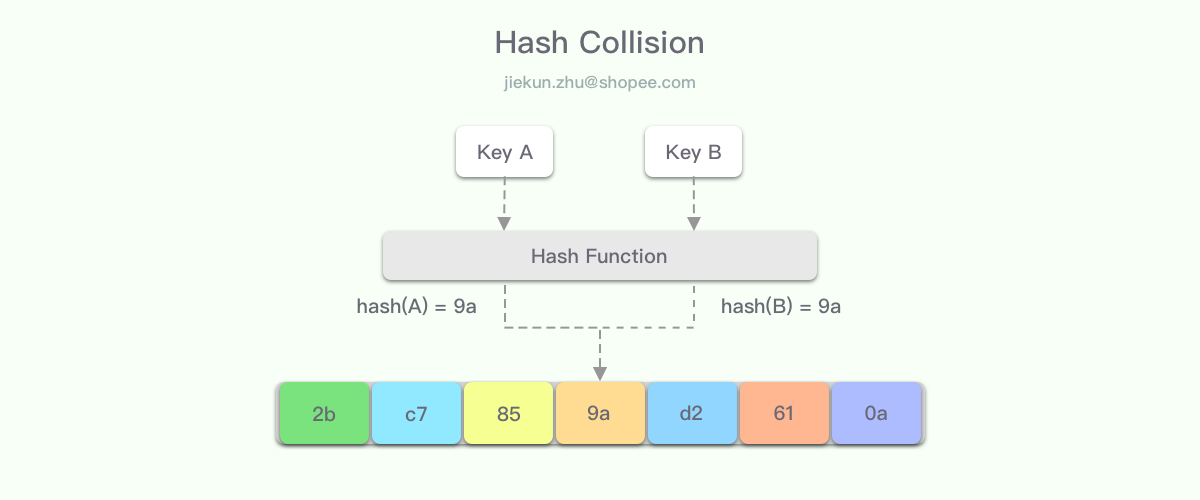 Hash Collision
jiekun.zhu@shopee.com
Key A
Key B
Hash Function
hash(A) = 9a
hash(B) = 9a
2b
c7
85
9a
d2
61
0a